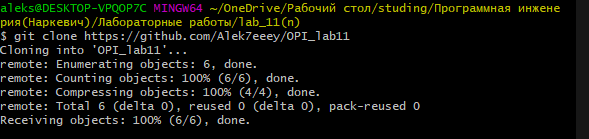 aleks@DESKTOP-VPQOP7C MINGW64 ~/OneDrive/Рабочий стол/studing/Программная инжене
рия(Наркевич)/Лабораторные работы/lab_11(n)
$ git clone https://github.com/Alek7eeey/OPI_lab11
Cloning into 'OPI_lab11'...
remote: Enumerating objects: 6, done.
remote: Counting objects: 100% (6/6), done.
remote: Compressing objects: 100% (4/4), done.
remote: Total 6 (delta 0), reused 0 (delta 0), pack-reused 0
Receiving objects: 100% (6/6), done.